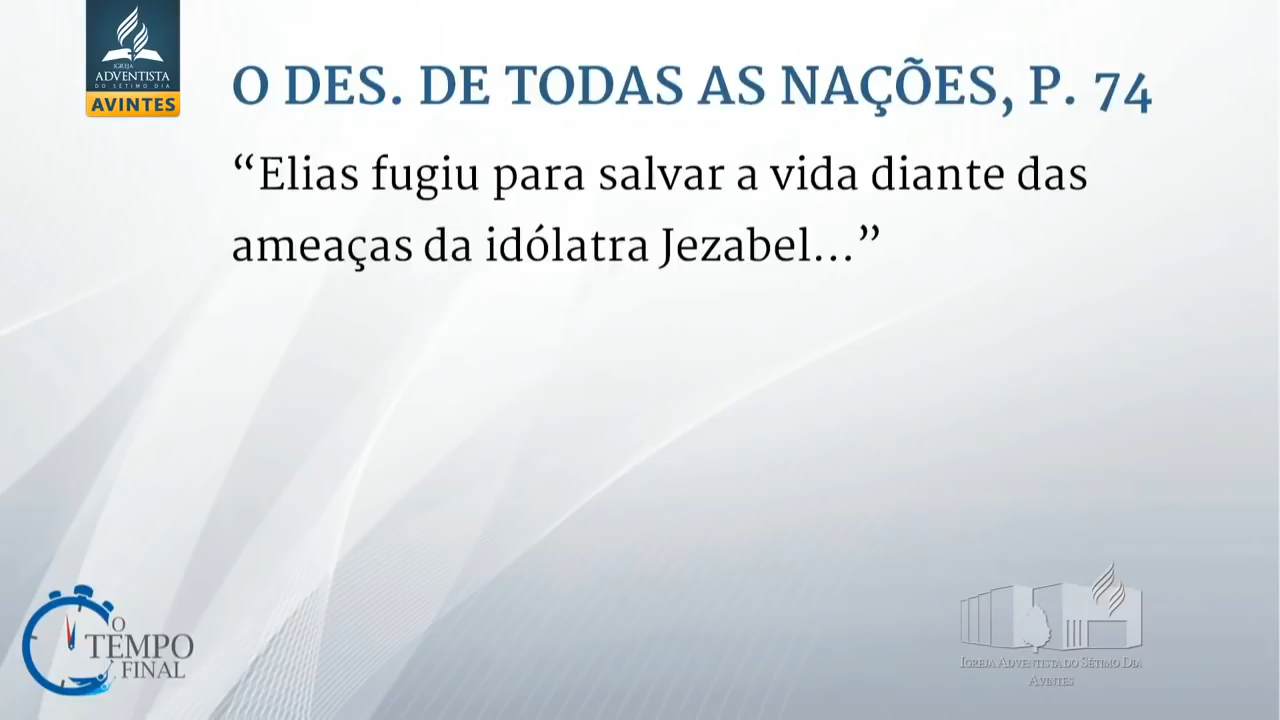 IGREJA
ADVENTISTA
DO SÉTIMO DIA
AVINTES
O DES. DE TODAS AS NAÇÕES, P. 74
“Elias fugiu para salvar a vida diante das
ameaças da idólatra Jezabel...”
O
TEMPO
FINAL
IGREJA ADVENTISTA DO SÉTIMO DIA
AVINTES